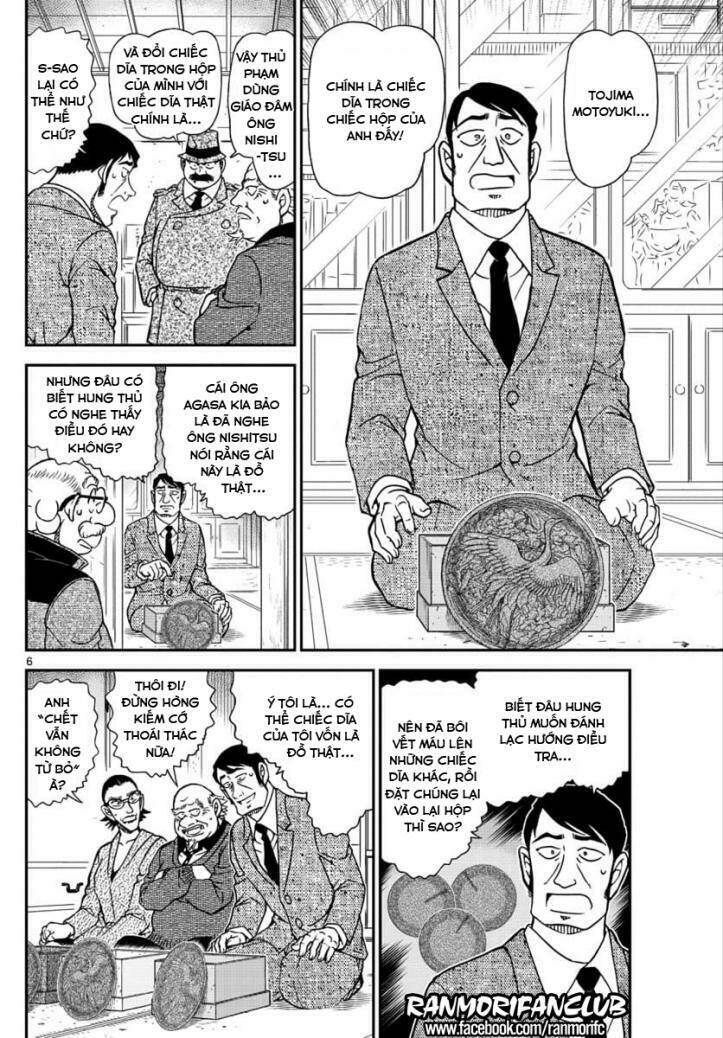 TOJIMA
MOTOYUKI...
CHÍNH LÀ CHIẾC
DĨA TRONG
CHIẾC HỘP CỦA
ANH ĐẤY!
VẬY THỦ
PHẠM DÙNG
GIÁO ĐÂM
ÔNG
NISHI
-TSU
...
VÀ ĐỔI CHIẾC
DĨA TRONG HỘP
CỦA MÌNH VỚI
CHIẾC DĨA THẬT
CHÍNH LÀ...
S-SAO
LẠI CÓ
THỂ NHƯ
THẾ
CHỨ?
CÁI ÔNG
AGASA KIA BẢO
LÀ ĐÃ NGHE
ÔNG NISHITSU
NÓI RẰNG CÁI
NÀY LÀ ĐỒ
THẬT...
NHƯNG ĐÂU CÓ
BIẾT HUNG THỦ
CÓ NGHE THẤY
ĐIỀU ĐÓ HAY
KHÔNG?
6
BIẾT ĐÂU HUNG
THỦ MUỐN ĐÁNH
LẠC HƯỚNG ĐIỀU
TRA...
NÊN ĐÃ BÔI
VẾT MÁU LÊN
NHỮNG CHIẾC
DĨA KHÁC, RỒI
ĐẶT CHÚNG LẠI
VÀO LẠI HỘP
THÌ SAO?
Ý TÔI LÀ... CÓ
THỂ CHIẾC DĨA
CỦA TÔI VỐN LÀ
ĐỒ THẬT...
THÔI ĐI!
ĐỪNG HÒNG
KIẾM CỚ
THOÁI THÁC
NỮA!
ANH
"CHẾT
VẪN
KHÔNG
TỪ BỎ"
À?
RANMORIFANCLUB
www.facebook.com/ranmorifc